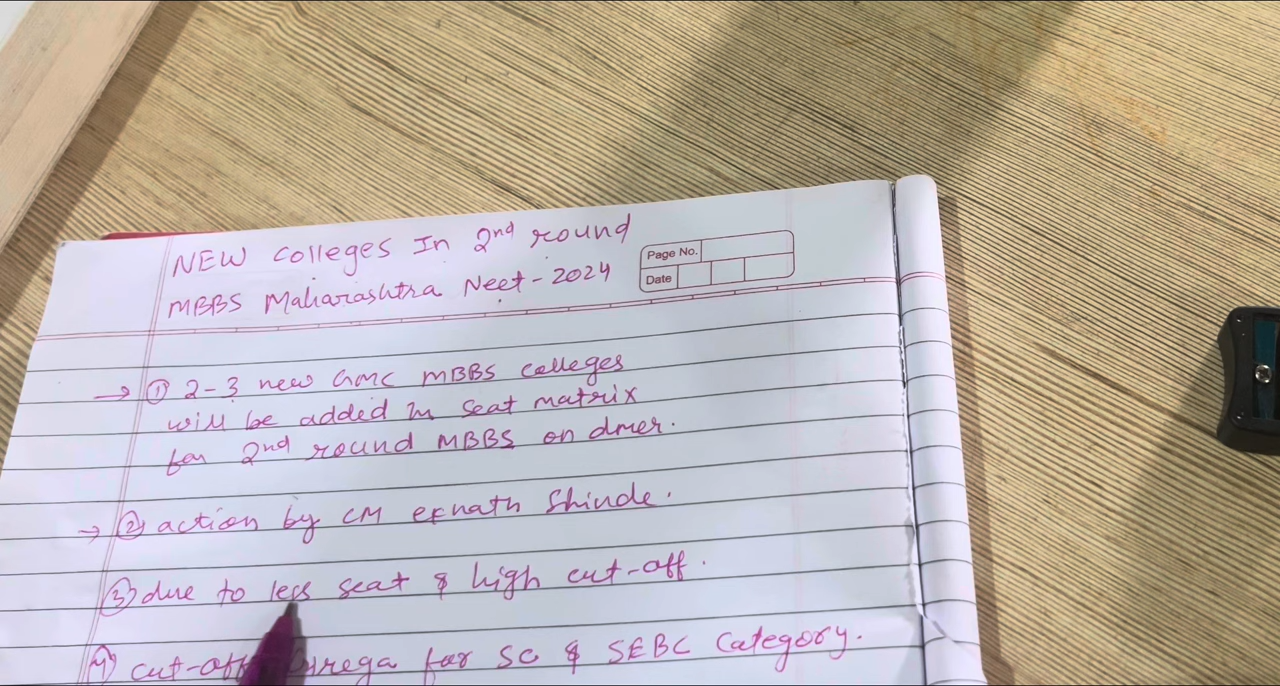 NEW Colleges In 2nd round
MBBS Maharashtra Neet-2024
Page No.
Date
→ ① 2-3 new GMC MBBS colleges
will be added in seat matrix
for 2nd round MBBS on dmer.
→ ② action by CM eknath Shinde.
③ due to less seat & high cut-off.
④ cut-off for SC & SEBC Category.